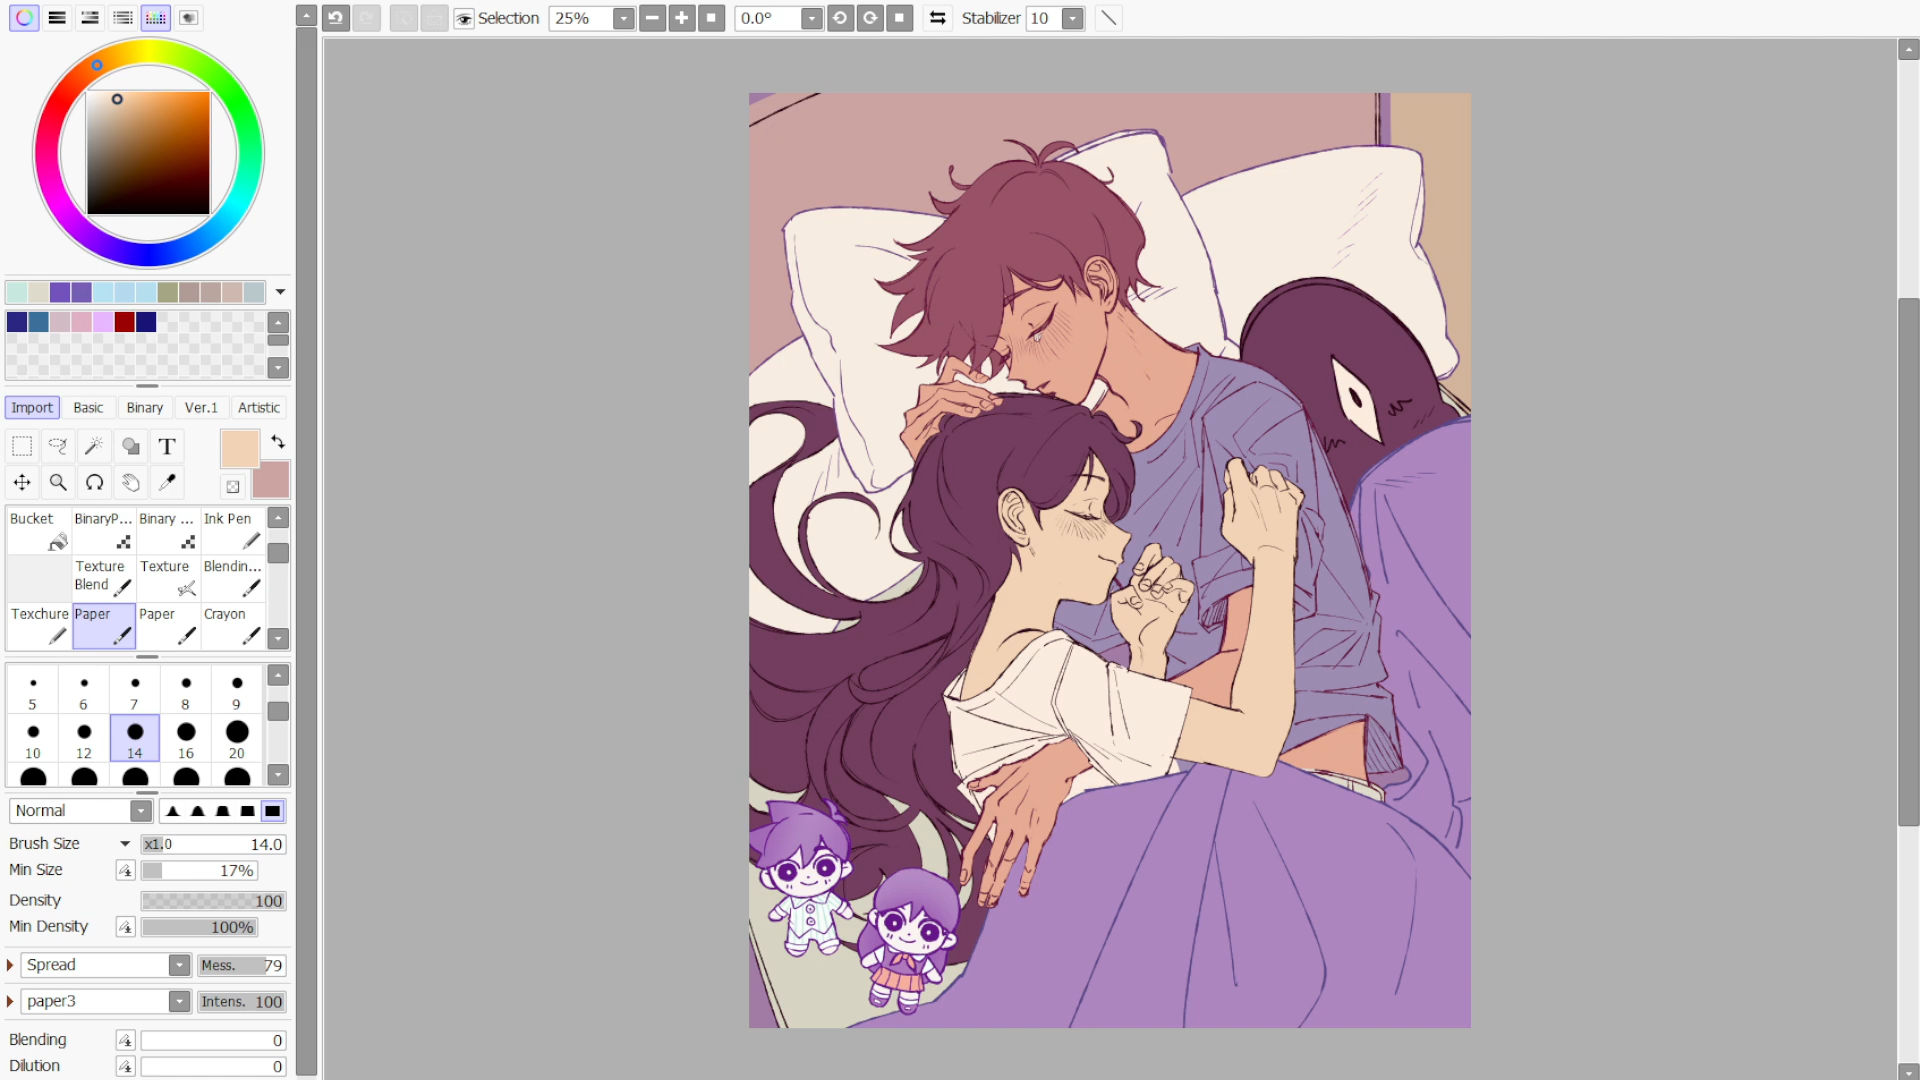 Selection 25% 0.0° Stabilizer 10
Import Basic Binary Ver.1 Artistic
T
Bucket BinaryP... Binary ... Ink Pen
Texture Blend Texture Blendin...
Texchure Paper Paper Crayon
5 6 7 8 9
10 12 14 16 20
Normal
Brush Size x1.0 14.0
Min Size 17%
Density 100
Min Density 100%
Spread Mess. 79
paper3 Intens. 100
Blending 0
Dilution 0